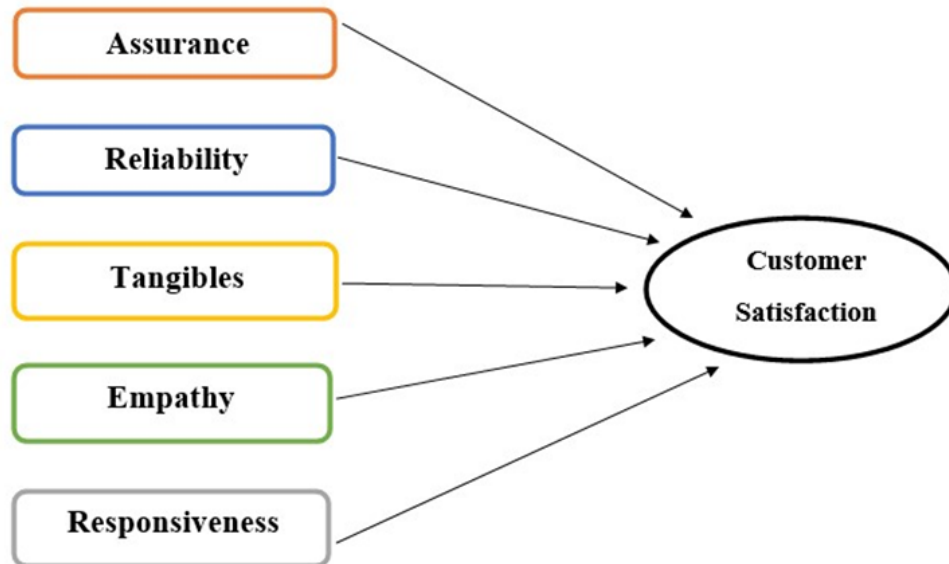 Assurance
Reliability
Tangibles
Empathy
Responsiveness
Customer
Satisfaction